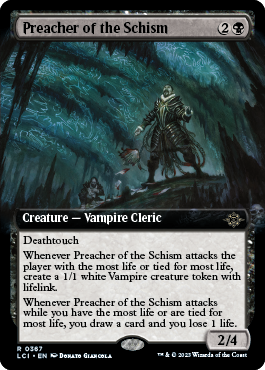 Preacher of the Schism 2
Creature — Vampire Cleric
Deathtouch
Whenever Preacher of the Schism attacks the
player with the most life or tied for most life,
create a 1/1 white Vampire creature token with
lifelink.
Whenever Preacher of the Schism attacks
while you have the most life or are tied for
most life, you draw a card and you lose 1 life.
2/4
R 0367
LCI • EN Donato Giancola
™ & © 2023 Wizards of the Coast